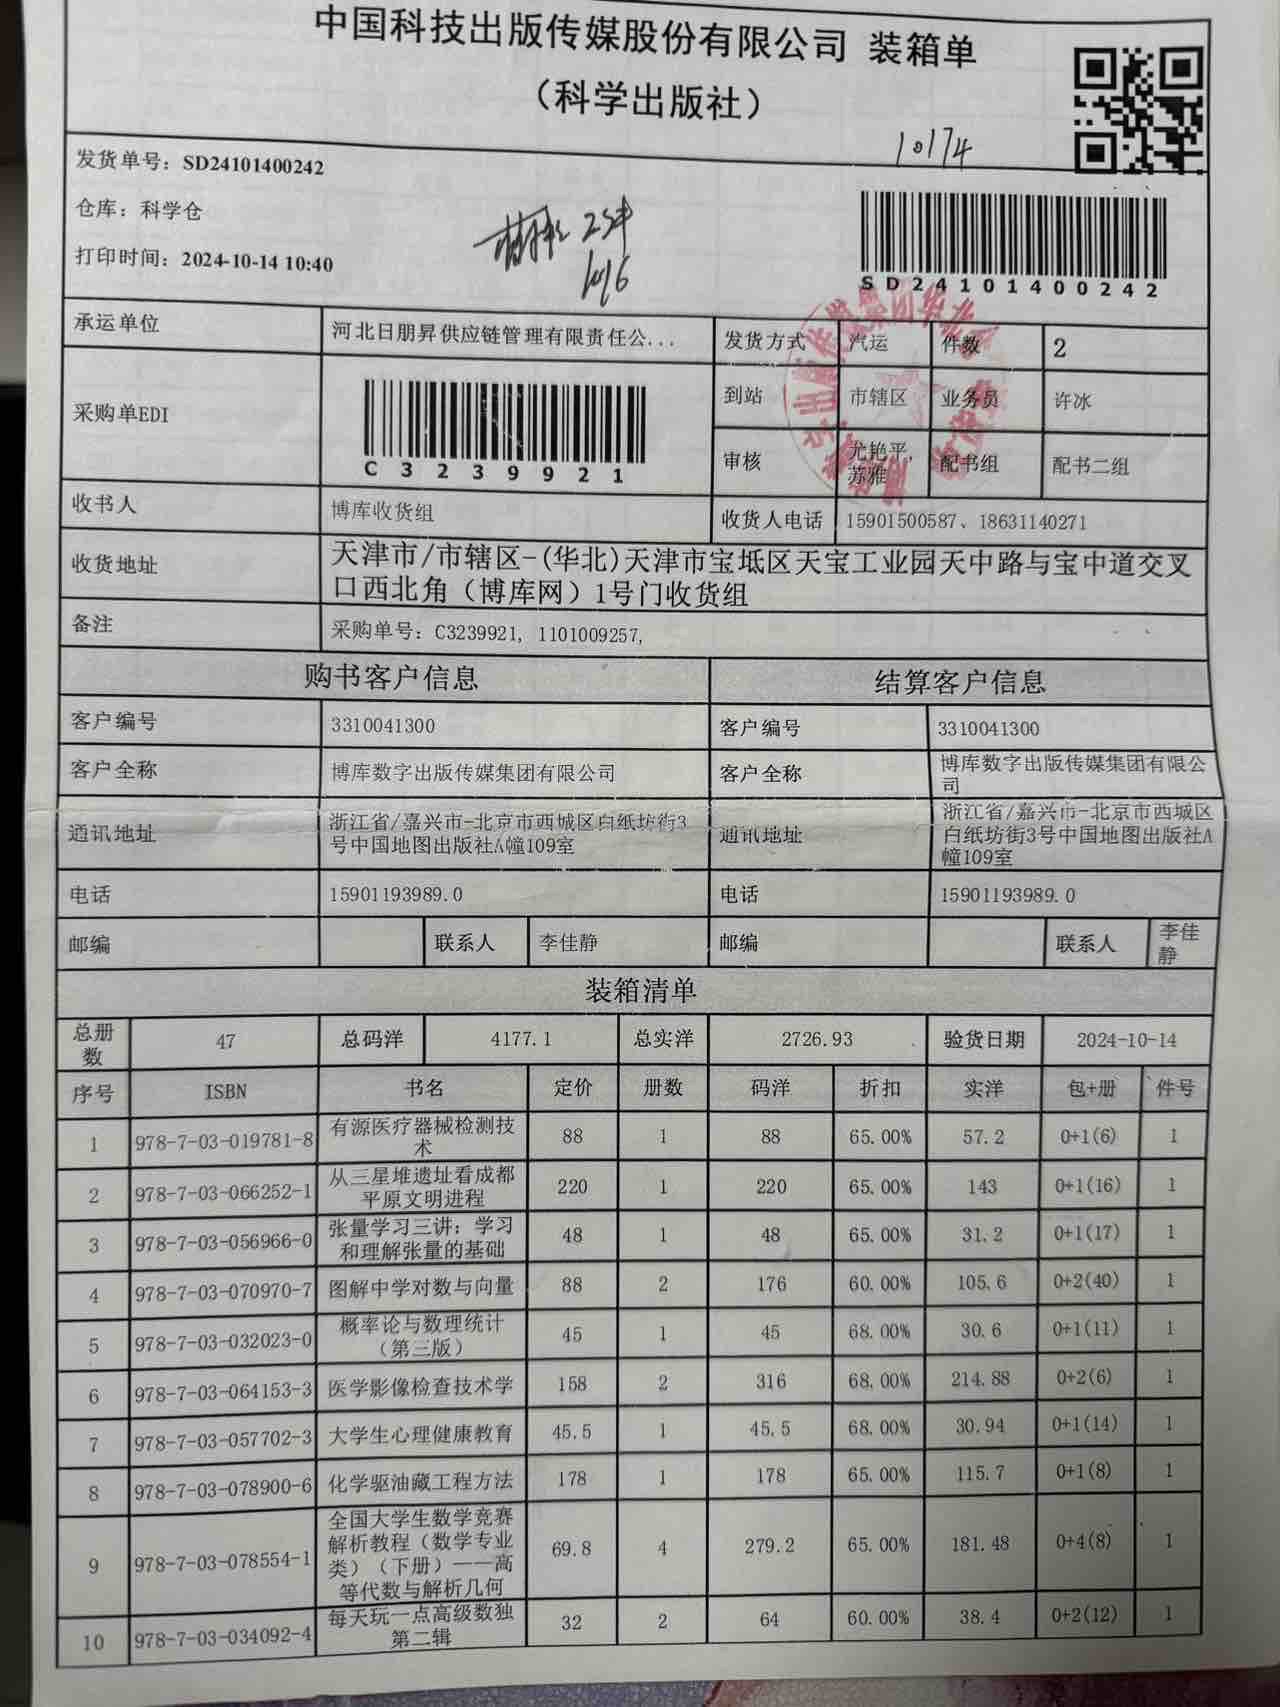 中国科技出版传媒股份有限公司 装箱单
（科学出版社）
10174
发货单号：SD24101400242
仓库：科学仓
打印时间：2024-10-14 10:40
SD24101400242
承运单位 河北日朋昇供应链管理有限责任公... 发货方式 汽运 件数 2
采购单EDI C3239921 到站 市辖区 业务员 许冰
审核 尤艳平, 苏雅 配书组 配书二组
收书人 博库收货组 收货人电话 15901500587、18631140271
收货地址 天津市/市辖区-(华北)天津市宝坻区天宝工业园天中路与宝中道交叉
口西北角（博库网）1号门收货组
备注 采购单号：C3239921, 1101009257,
购书客户信息 结算客户信息
客户编号 3310041300 客户编号 3310041300
客户全称 博库数字出版传媒集团有限公司 客户全称 博库数字出版传媒集团有限公司
通讯地址 浙江省/嘉兴市-北京市西城区白纸坊街3号中国地图出版社A幢109室 通讯地址 浙江省/嘉兴市-北京市西城区白纸坊街3号中国地图出版社A幢109室
电话 15901193989.0 电话 15901193989.0
邮编 联系人 李佳静 邮编 联系人 李佳静
装箱清单
总册数 47 总码洋 4177.1 总实洋 2726.93 验货日期 2024-10-14
序号 ISBN 书名 定价 册数 码洋 折扣 实洋 包+册 件号
1 978-7-03-019781-8 有源医疗器械检测技术 88 1 88 65.00% 57.2 0+1(6) 1
2 978-7-03-066252-1 从三星堆遗址看成都平原文明进程 220 1 220 65.00% 143 0+1(16) 1
3 978-7-03-056966-0 张量学习三讲：学习和理解张量的基础 48 1 48 65.00% 31.2 0+1(17) 1
4 978-7-03-070970-7 图解中学对数与向量 88 2 176 60.00% 105.6 0+2(40) 1
5 978-7-03-032023-0 概率论与数理统计（第三版） 45 1 45 68.00% 30.6 0+1(11) 1
6 978-7-03-064153-3 医学影像检查技术学 158 2 316 68.00% 214.88 0+2(6) 1
7 978-7-03-057702-3 大学生心理健康教育 45.5 1 45.5 68.00% 30.94 0+1(14) 1
8 978-7-03-078900-6 化学驱油藏工程方法 178 1 178 65.00% 115.7 0+1(8) 1
9 978-7-03-078554-1 全国大学生数学竞赛解析教程（数学专业类）（下册）——高等代数与解析几何 69.8 4 279.2 65.00% 181.48 0+4(8) 1
10 978-7-03-034092-4 每天玩一点高级数独第二辑 32 2 64 60.00% 38.4 0+2(12) 1